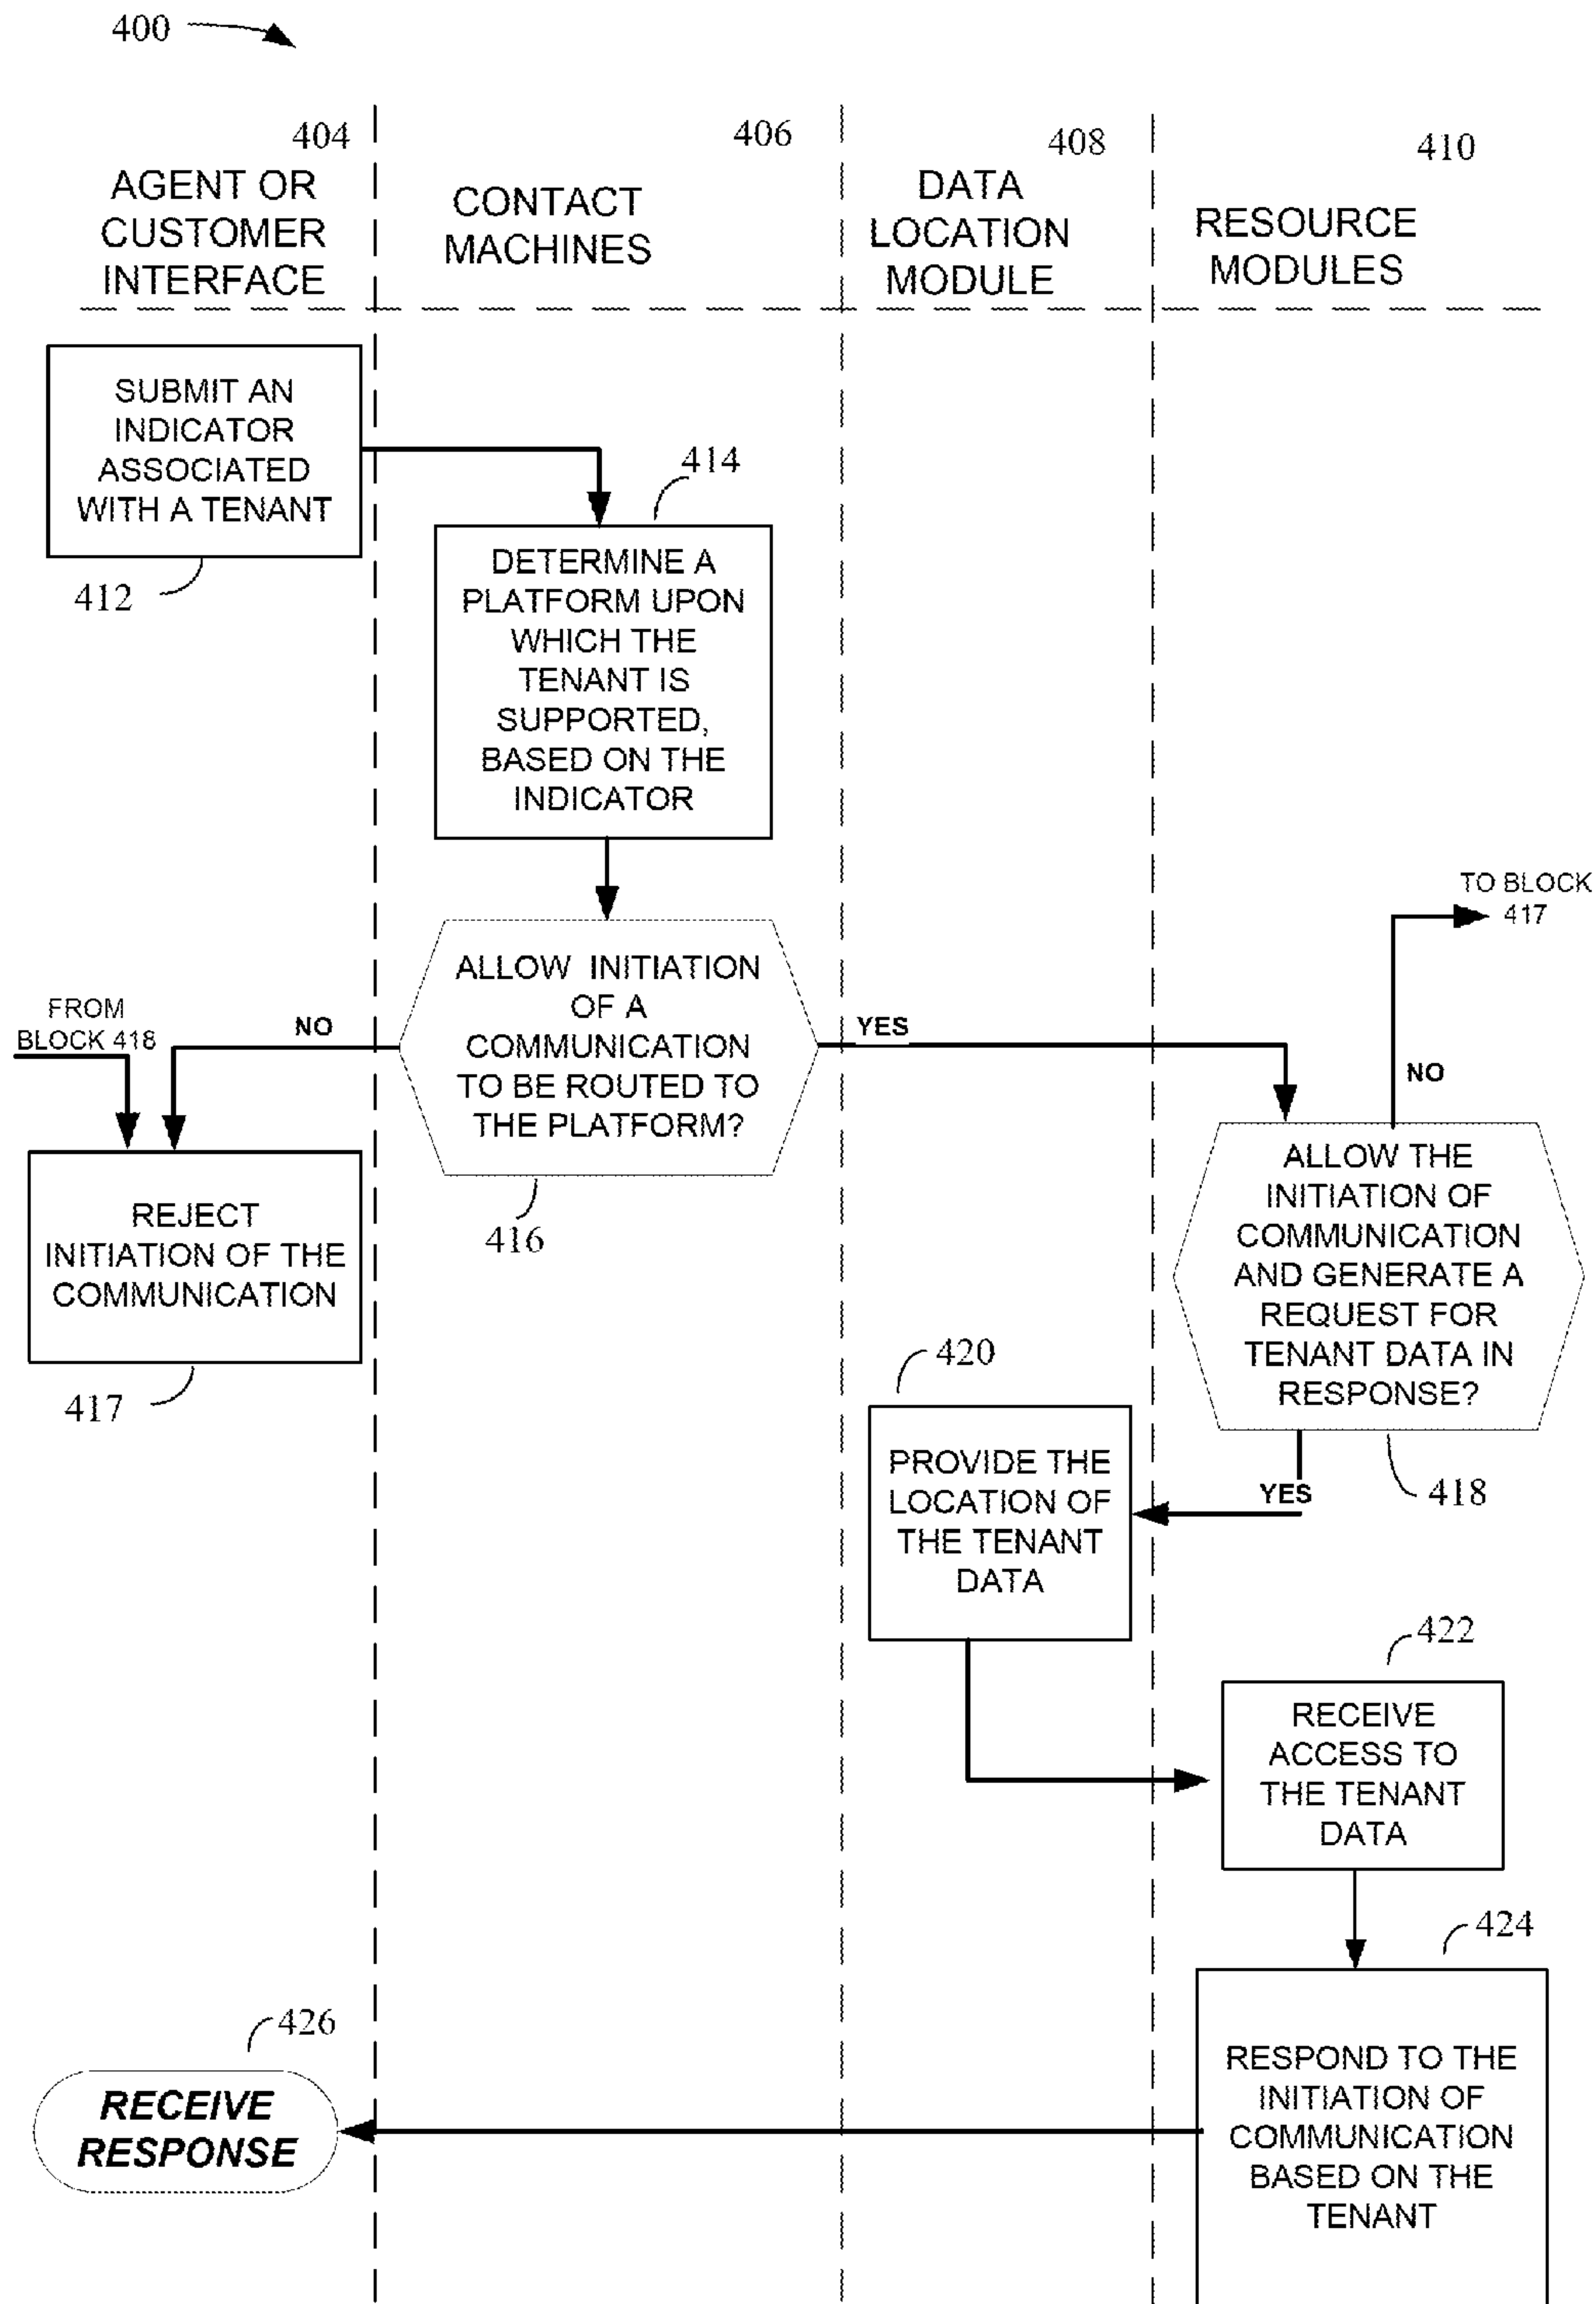 400
404
AGENT OR
CUSTOMER
INTERFACE
406
CONTACT
MACHINES
408
DATA
LOCATION
MODULE
410
RESOURCE
MODULES
SUBMIT AN
INDICATOR
ASSOCIATED
WITH A TENANT
412
414
DETERMINE A
PLATFORM UPON
WHICH THE
TENANT IS
SUPPORTED,
BASED ON THE
INDICATOR
TO BLOCK
417
NO
ALLOW INITIATION
OF A
COMMUNICATION
TO BE ROUTED TO
THE PLATFORM?
416
YES
NO
FROM
BLOCK 418
REJECT
INITIATION OF THE
COMMUNICATION
417
ALLOW THE
INITIATION OF
COMMUNICATION
AND GENERATE A
REQUEST FOR
TENANT DATA IN
RESPONSE?
418
YES
420
PROVIDE THE
LOCATION OF
THE TENANT
DATA
422
RECEIVE
ACCESS TO
THE TENANT
DATA
424
RESPOND TO THE
INITIATION OF
COMMUNICATION
BASED ON THE
TENANT
426
RECEIVE
RESPONSE